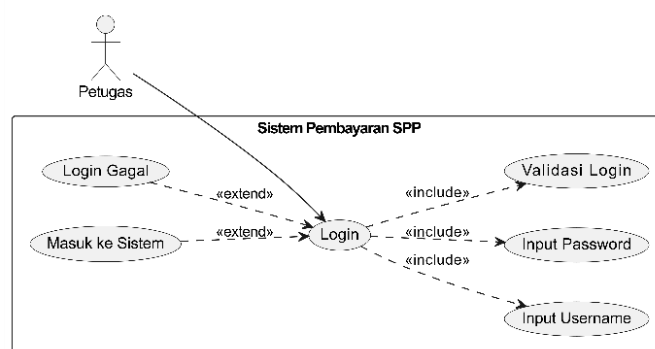 Petugas
Sistem Pembayaran SPP
Login Gagal
Validasi Login
«extend»
«include»
Masuk ke Sistem
«extend»
Login
«include»
Input Password
«include»
Input Username